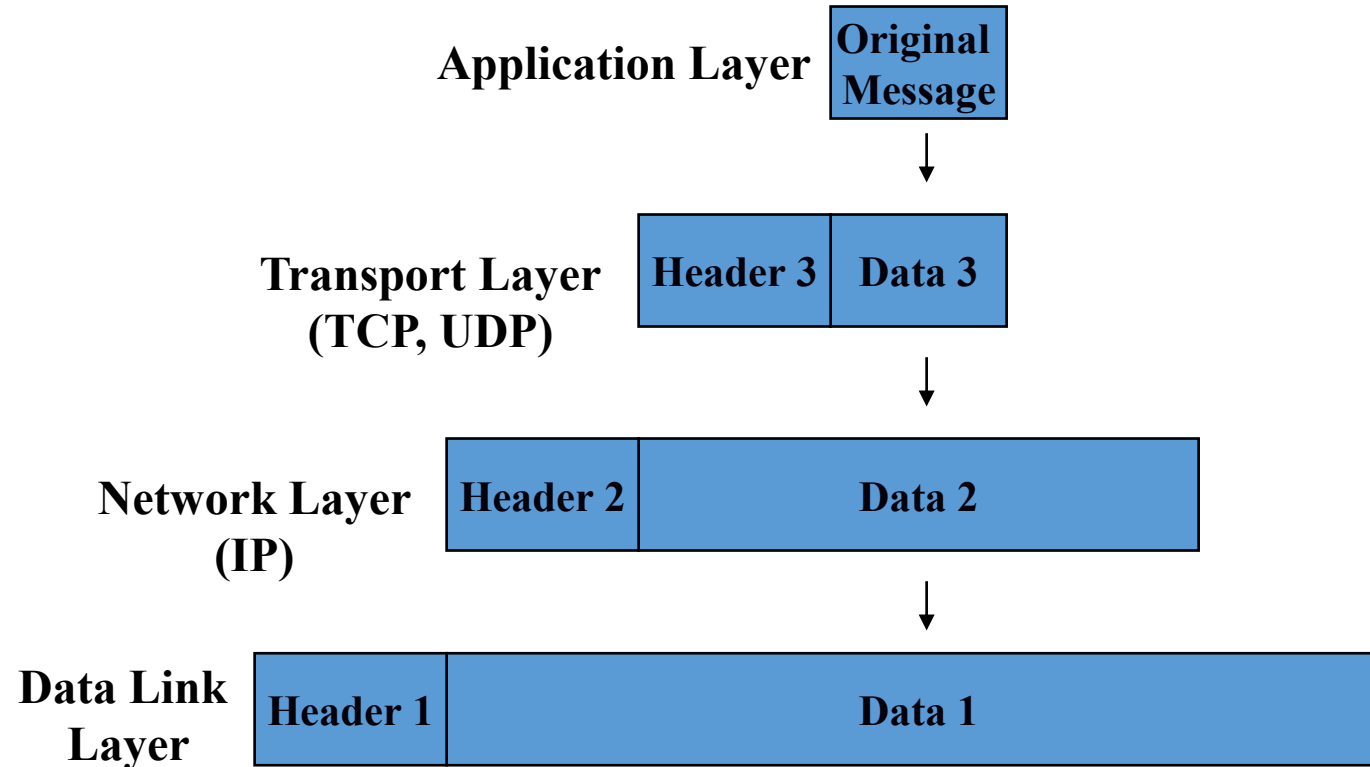 Application Layer
Original
Message
Transport Layer
(TCP, UDP)
Header 3
Data 3
Network Layer
(IP)
Header 2
Data 2
Data Link
Layer
Header 1
Data 1